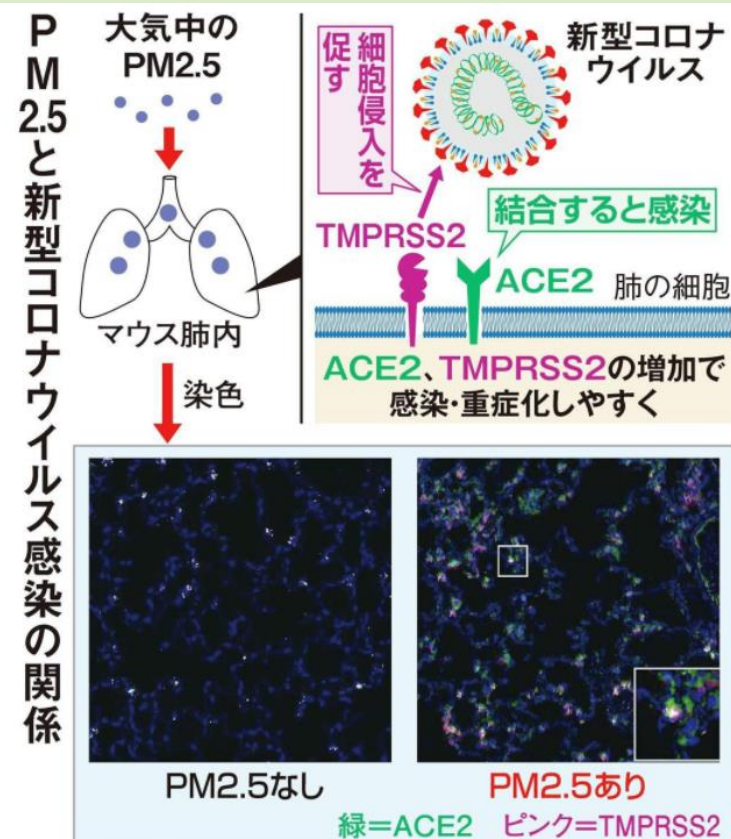 PM2.5と新型コロナウイルス感染の関係
大気中の
PM2.5
マウス肺内
染色
細胞侵入を
促す
新型コロナ
ウイルス
TMPRSS2
結合すると感染
ACE2
肺の細胞
ACE2、TMPRSS2の増加で
感染・重症化しやすく
PM2.5なし
PM2.5あり
緑=ACE2 ピンク=TMPRSS2